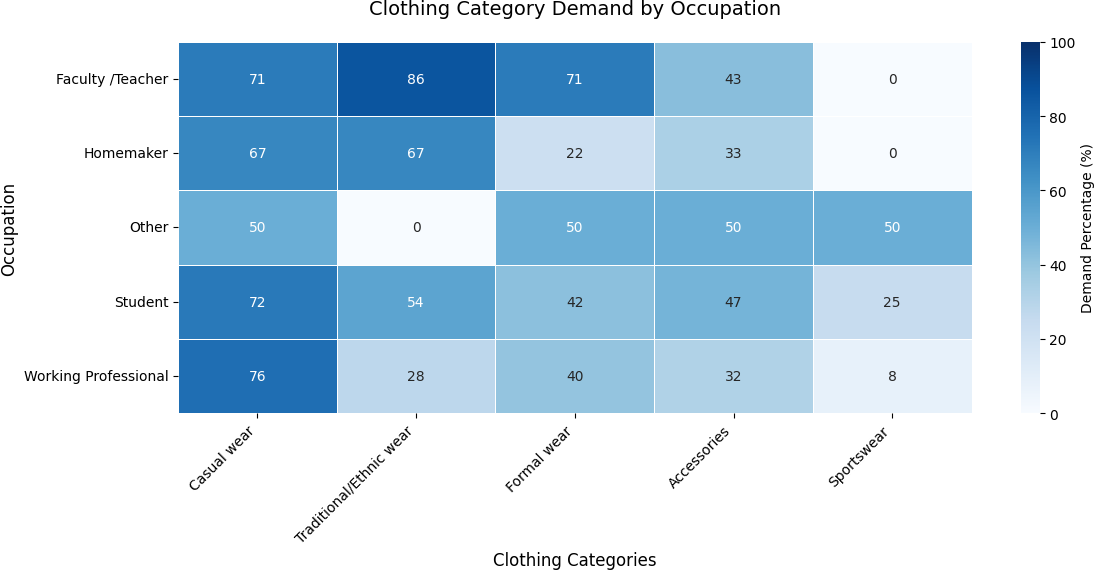 Clothing Category Demand by Occupation
Faculty /Teacher 71 86 71 43 0
Homemaker 67 67 22 33 0
Other 50 0 50 50 50
Student 72 54 42 47 25
Working Professional 76 28 40 32 8
Occupation
Casual wear
Traditional/Ethnic wear
Formal wear
Accessories
Sportswear
Clothing Categories
100
80
60
40
20
0
Demand Percentage (%)